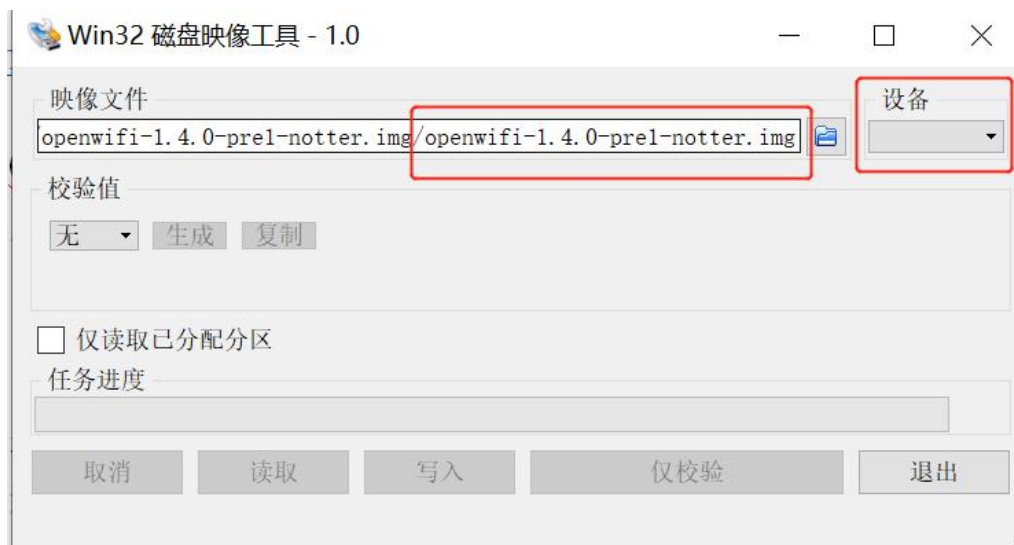 Win32 磁盘映像工具 - 1.0
映像文件
设备
openwifi-1.4.0-pre1-notter.img/openwifi-1.4.0-pre1-notter.img
校验值
无
生成
复制
仅读取已分配分区
任务进度
取消
读取
写入
仅校验
退出